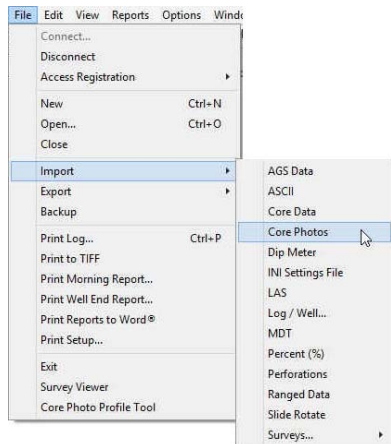 File Edit View Reports Options
Connect...
Disconnect
Access Registration
New Ctrl+N
Open... Ctrl+O
Close
Import
Export
Backup
Print Log... Ctrl+P
Print to TIFF
Print Morning Report...
Print Well End Report...
Print Reports to Word®
Print Setup...
Exit
Survey Viewer
Core Photo Profile Tool
AGS Data
ASCII
Core Data
Core Photos
Dip Meter
INI Settings File
LAS
Log / Well...
MDT
Percent (%)
Perforations
Ranged Data
Slide Rotate
Surveys...